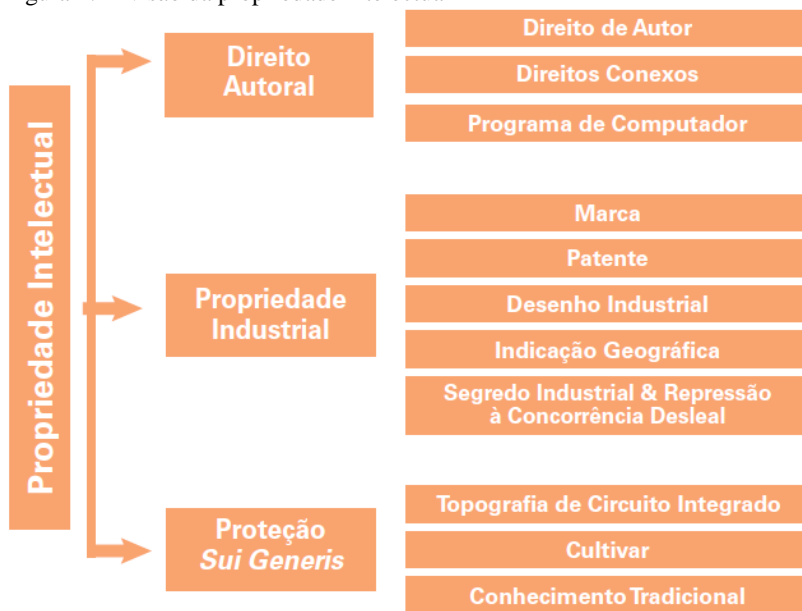 Propriedade Intelectual
Direito
Autoral
Direito de Autor
Direitos Conexos
Programa de Computador
Propriedade
Industrial
Marca
Patente
Desenho Industrial
Indicação Geográfica
Segredo Industrial & Repressão
à Concorrência Desleal
Proteção
Sui Generis
Topografia de Circuito Integrado
Cultivar
Conhecimento Tradicional